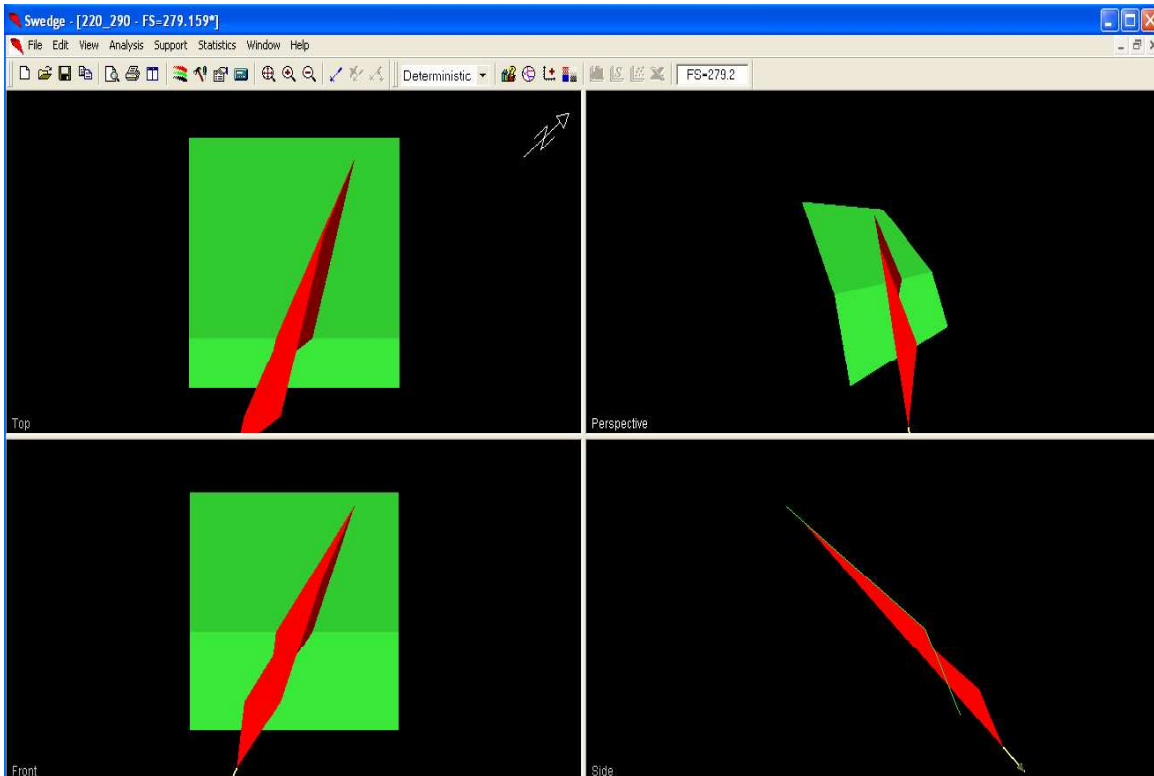 Swedge - [220_290 - FS=279.159*]
File Edit View Analysis Support Statistics Window Help
Deterministic FS=279.2
N
Top Perspective
Front Side